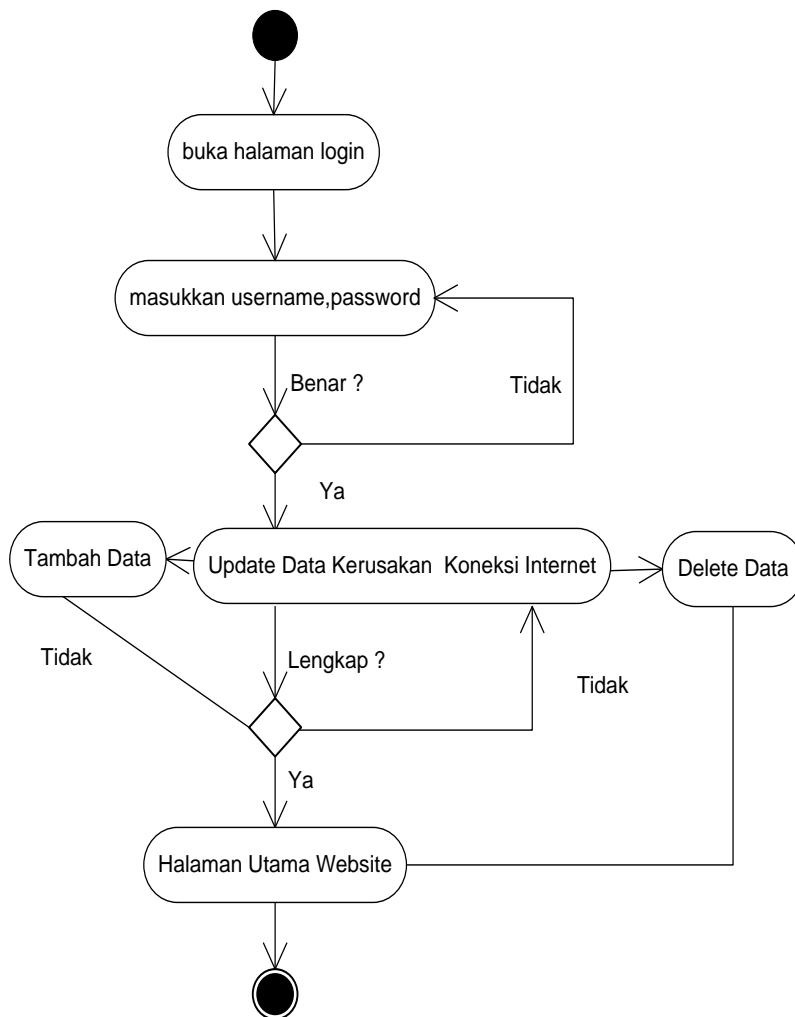 buka halaman login
masukkan username,password
Benar ?
Tidak
Ya
Tambah Data
Update Data Kerusakan  Koneksi Internet
Delete Data
Tidak
Lengkap ?
Tidak
Ya
Halaman Utama Website